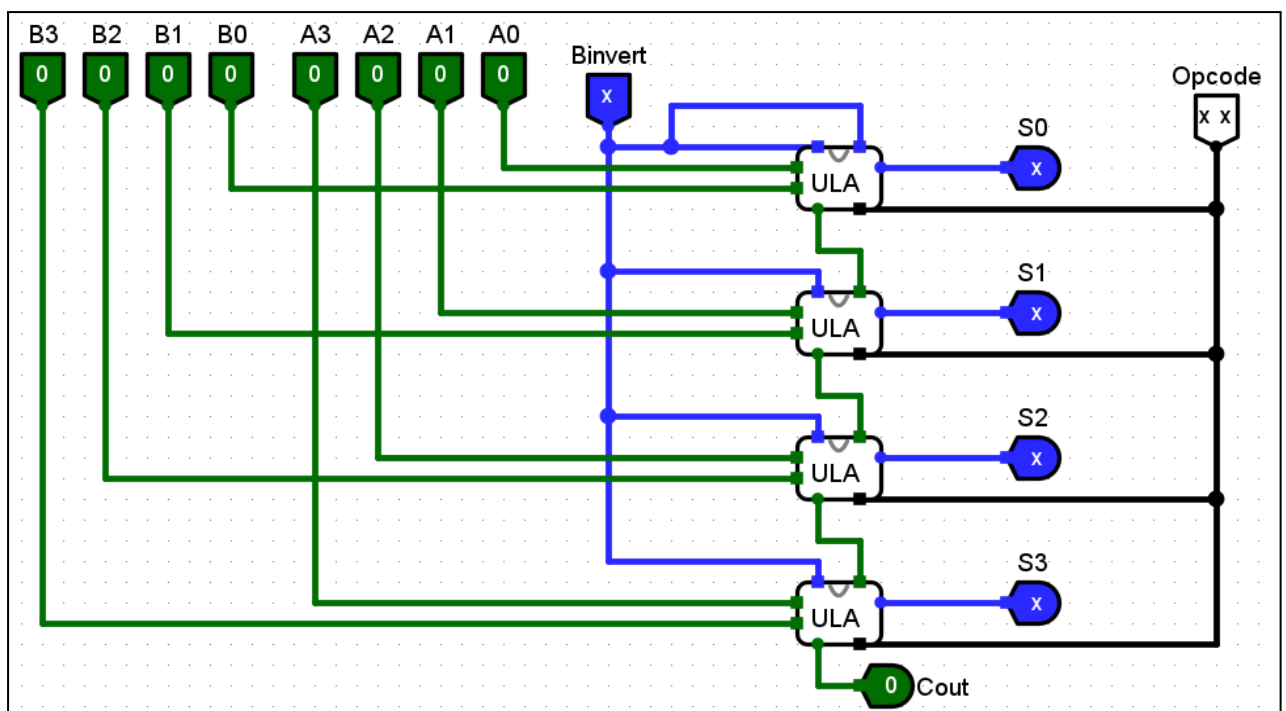 B3 B2 B1 B0 A3 A2 A1 A0
0 0 0 0 0 0 0 0
Binvert
x
Opcode
x x
S0
x
ULA
S1
x
ULA
S2
x
ULA
S3
x
ULA
0 Cout